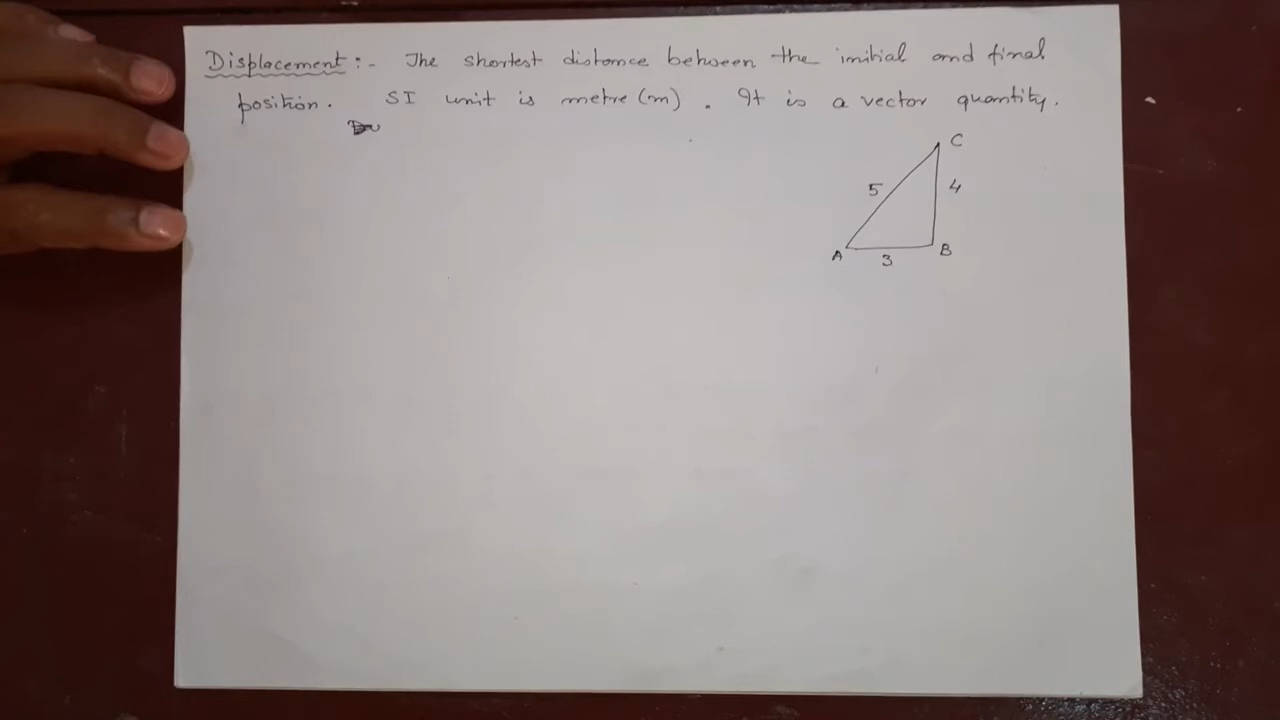 Displacement :- The shortest distance between the initial and final
position. SI unit is metre (m). It is a vector quantity.
C
5 4
A 3 B